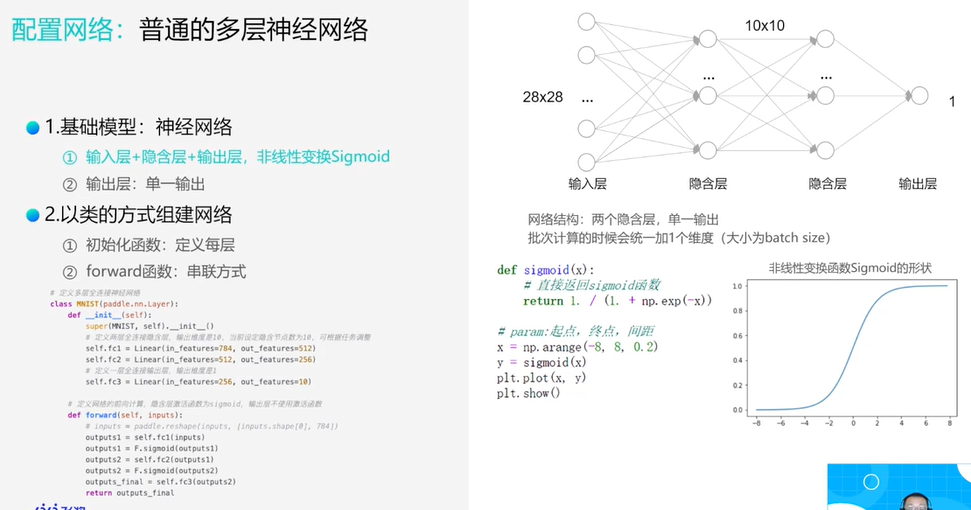 配置网络：普通的多层神经网络
1.基础模型：神经网络
① 输入层+隐含层+输出层，非线性变换Sigmoid
② 输出层：单一输出
2.以类的方式组建网络
① 初始化函数：定义每层
② forward函数：串联方式
# 定义多层全连接神经网络
class MNIST(paddle.nn.Layer):
def __init__(self):
super(MNIST, self).__init__()
# 定义两层全连接隐含层，输出维度是10，当前设定隐含节点数为10，可根据任务调整
self.fc1 = Linear(in_features=784, out_features=512)
self.fc2 = Linear(in_features=512, out_features=256)
# 定义一层全连接输出层，输出维度是1
self.fc3 = Linear(in_features=256, out_features=10)
# 定义网络的前向计算，隐含层激活函数为sigmoid，输出层不使用激活函数
def forward(self, inputs):
# inputs = paddle.reshape(inputs, [inputs.shape[0], 784])
outputs1 = self.fc1(inputs)
outputs1 = F.sigmoid(outputs1)
outputs2 = self.fc2(outputs1)
outputs2 = F.sigmoid(outputs2)
outputs_final = self.fc3(outputs2)
return outputs_final
10x10
28x28
...
...
...
1
输入层
隐含层
隐含层
输出层
网络结构：两个隐含层，单一输出
批次计算的时候会统一加1个维度（大小为batch size）
def sigmoid(x):
# 直接返回sigmoid函数
return 1. / (1. + np.exp(-x))
# param:起点，终点，间距
x = np.arange(-8, 8, 0.2)
y = sigmoid(x)
plt.plot(x, y)
plt.show()
非线性变换函数Sigmoid的形状
1.0
0.8
0.6
0.4
0.2
0.0
−8 −6 −4 −2 0 2 4 6 8